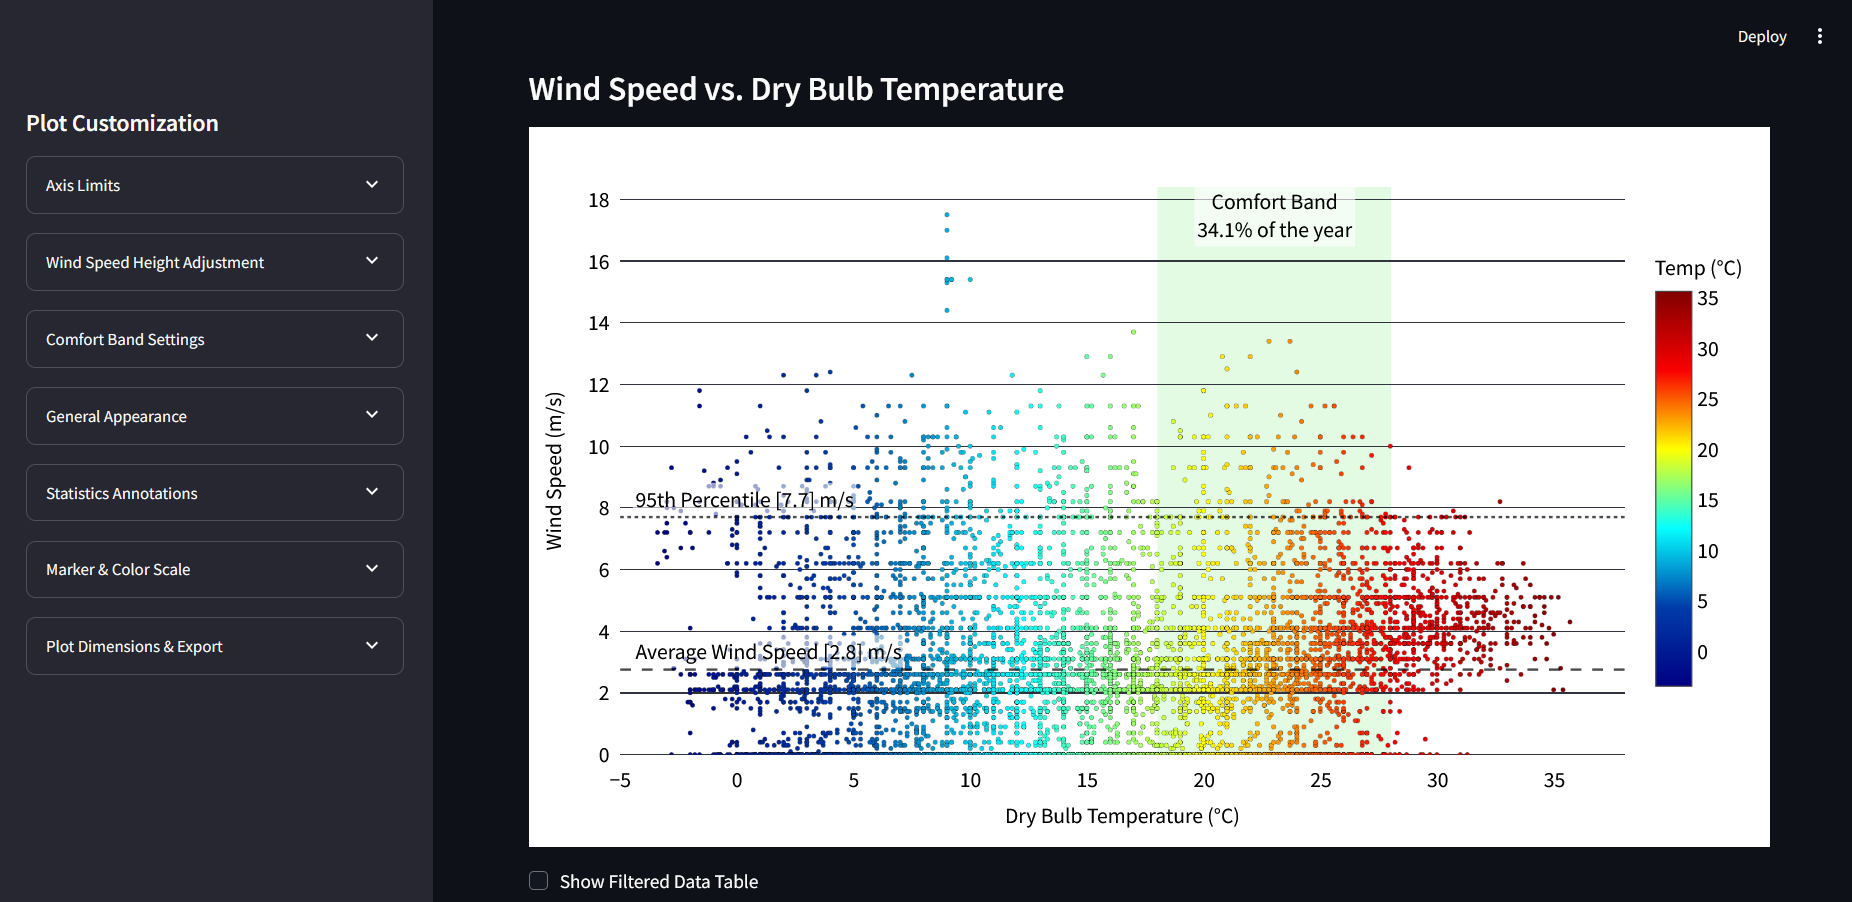 Deploy
Plot Customization
Axis Limits
Wind Speed Height Adjustment
Comfort Band Settings
General Appearance
Statistics Annotations
Marker & Color Scale
Plot Dimensions & Export
Wind Speed vs. Dry Bulb Temperature
Comfort Band
34.1% of the year
18
16
14
12
10
8
6
4
2
0
Wind Speed (m/s)
95th Percentile [7.7] m/s
Average Wind Speed [2.8] m/s
−5
0
5
10
15
20
25
30
35
Dry Bulb Temperature (°C)
Temp (°C)
35
30
25
20
15
10
5
0
Show Filtered Data Table